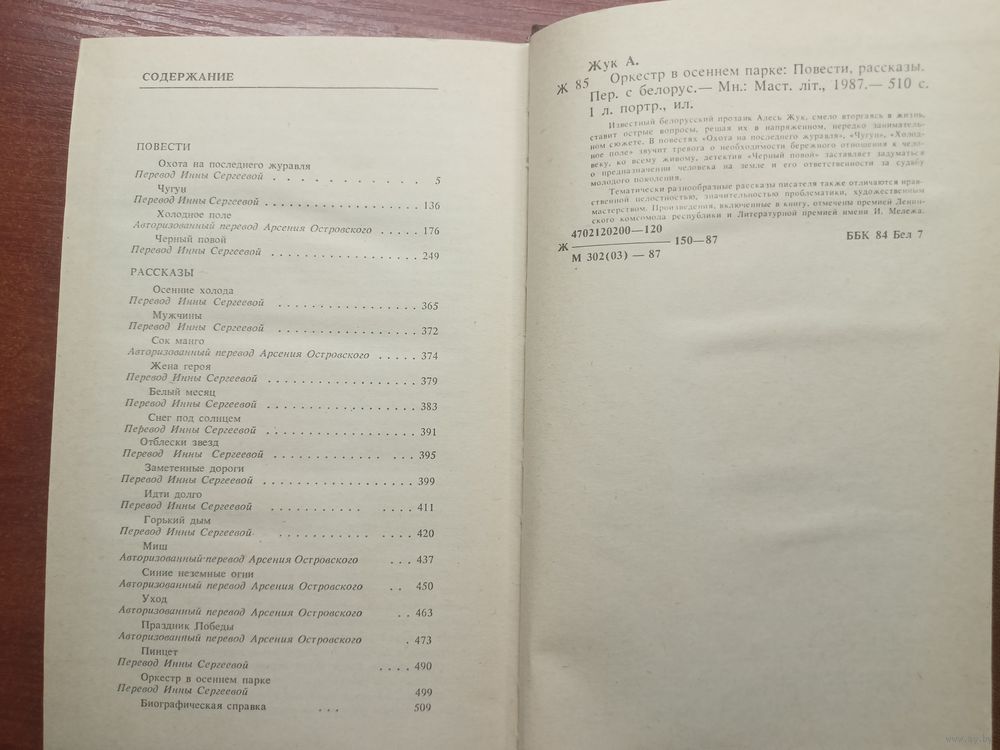 СОДЕРЖАНИЕ
ПОВЕСТИ
Охота на последнего журавля
Перевод Инны Сергеевой . . . . . . . . . . . 5
Чугун
Перевод Инны Сергеевой . . . . . . . . . . . . . . . . . 136
Холодное поле
Авторизованный перевод Арсения Островского . . . . . 176
Черный повой
Перевод Инны Сергеевой . . . . . . . . . . . . . . . . 249
РАССКАЗЫ
Осенние холода
Перевод Инны Сергеевой . . . . . . . . . . . . . . . . 365
Мужчины
Перевод Инны Сергеевой . . . . . . . . . . . . . . . . 372
Сок манго
Авторизованный перевод Арсения Островского . . . . . 374
Жена героя
Перевод Инны Сергеевой . . . . . . . . . . . . . . . . . 379
Белый месяц
Перевод Инны Сергеевой . . . . . . . . . . . . . . . . . 383
Снег под солнцем
Перевод Инны Сергеевой . . . . . . . . . . . . . . . . . 391
Отблески звезд
Перевод Инны Сергеевой . . . . . . . . . . . . . . . 395
Заметенные дороги
Перевод Инны Сергеевой . . . . . . . . . . . . . . . . . 399
Идти долго
Перевод Инны Сергеевой . . . . . . . . . . . . . . . 411
Горький дым
Перевод Инны Сергеевой . . . . . . . . . . . . . . 420
Миш
Авторизованный перевод Арсения Островского . . . 437
Синие неземные огни
Авторизованный перевод Арсения Островского . . 450
Уход
Авторизованный перевод Арсения Островского . . 463
Праздник Победы
Авторизованный перевод Арсения Островского . 473
Пинцет
Перевод Инны Сергеевой . . . . 490
Оркестр в осеннем парке
Перевод Инны Сергеевой 499
Биографическая справка . . . 509
Жук А.
Ж 85 Оркестр в осеннем парке: Повести, рассказы.
Пер. с белорус.— Мн.: Маст. літ., 1987.— 510 с.
1 л. портр., ил.
Известный белорусский прозаик Алесь Жук, смело вторгаясь в жизнь,
ставит острые вопросы, решая их в напряженном, нередко заниматель-
ном сюжете. В повестях «Охота на последнего журавля», «Чугун», «Холод-
ное поле» звучит тревога о необходимости бережного отношения к чело-
веку, ко всему живому, детектив «Черный повой» заставляет задуматься
о предназначении человека на земле и его ответственности за судьбу
молодого поколения.
Тематически разнообразные рассказы писателя также отличаются нрав-
ственной целостностью, значительностью проблематики, художественным
мастерством. Произведения, включенные в книгу, отмечены премией Ленин-
ского комсомола республики и Литературной премией имени И. Мележа.
4702120200—120
Ж ———— 150—87 ББК 84 Бел 7
М 302(03) — 87
www.ay.by